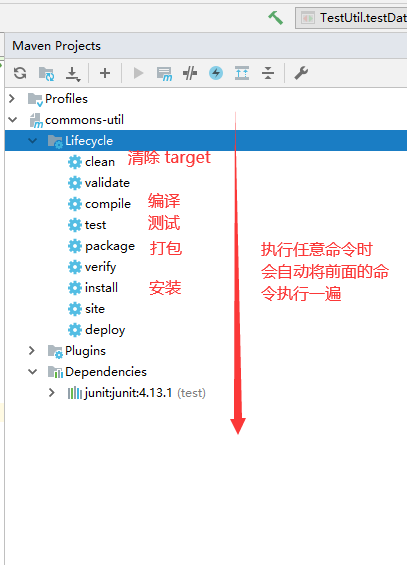 TestUtil.testDat
Maven Projects
Profiles
commons-util
Lifecycle
clean 清除 target
validate
compile 编译
test 测试
package 打包
verify
install 安装
site
deploy
执行任意命令时
会自动将前面的命
令执行一遍
Plugins
Dependencies
junit:junit:4.13.1 (test)